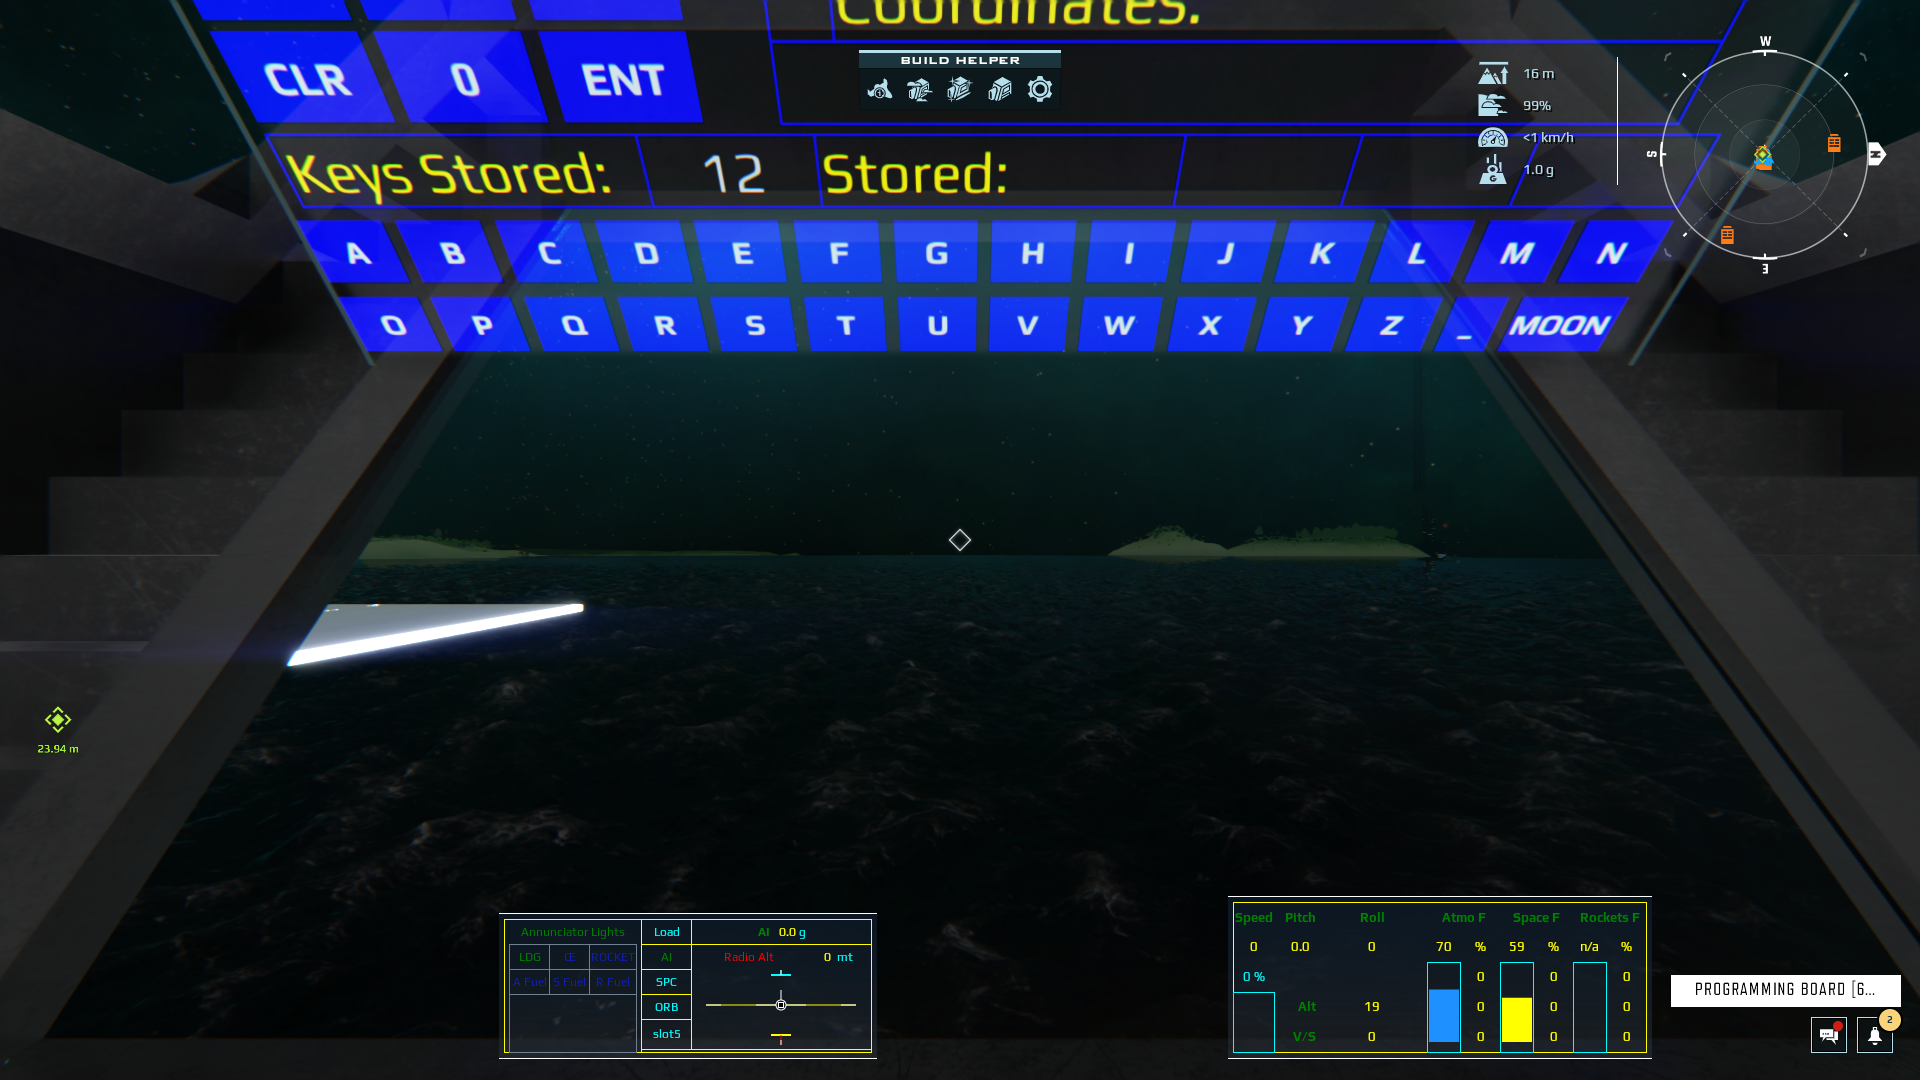 Coordinates.
BUILD HELPER
CLR 0 ENT
16 m
99%
<1 km/h
1.0 g
W
S
N
E
Keys Stored: 12 Stored:
A B C D E F G H I J K L M N
O P Q R S T U V W X Y Z _ MOON
23.94 m
Annunciator Lights
LDG CE ROCKET
A Fuel S Fuel R Fuel
Load
AI
SPC
ORB
slot5
AI 0.0 g
Radio Alt 0 mt
Speed Pitch Roll Atmo F Space F Rockets F
0 0.0 0 70 % 59 % n/a %
0 % 0 0 0
Alt 19 0 0 0
V/S 0 0 0 0
PROGRAMMING BOARD [6...
2